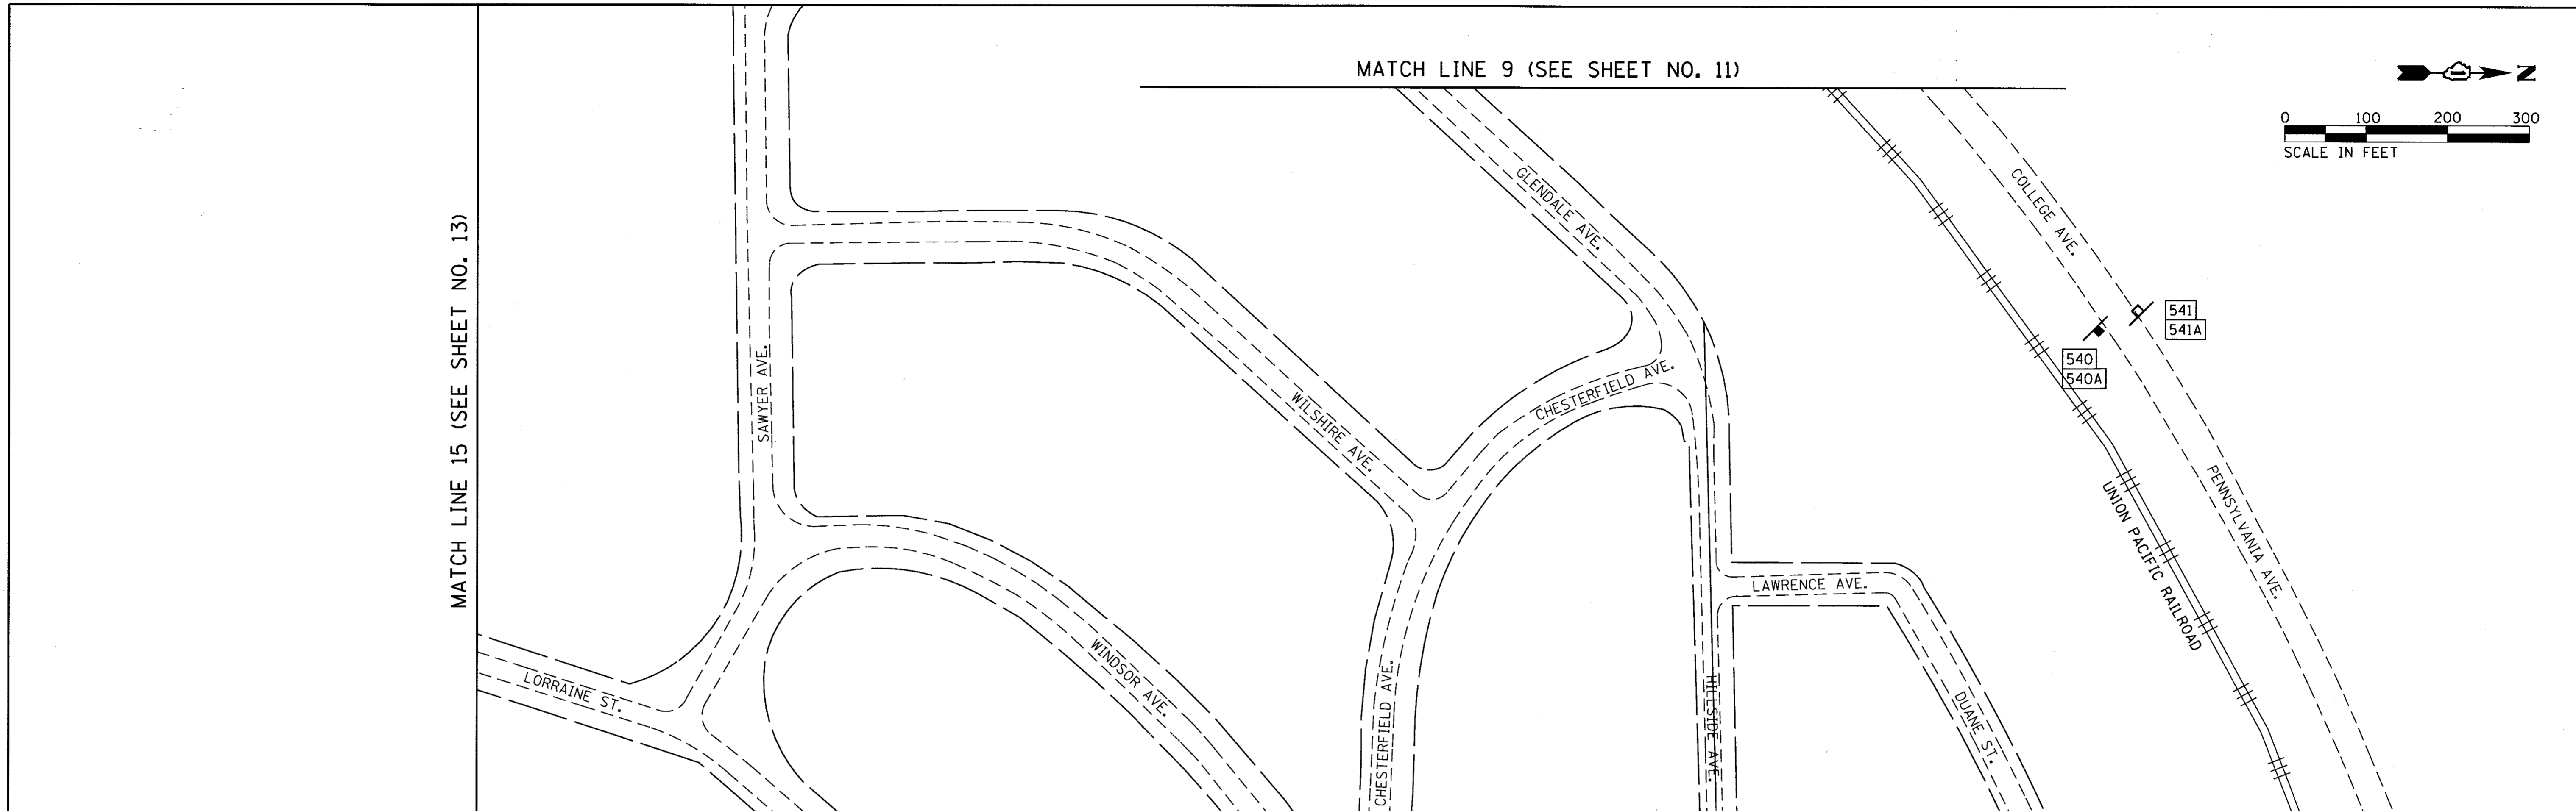 MATCH LINE 9 (SEE SHEET NO. 11)
N
0 100 200 300
SCALE IN FEET
MATCH LINE 15 (SEE SHEET NO. 13)
GLENDALE AVE.
COLLEGE AVE.
541
541A
540
540A
SAWYER AVE.
WILSHIRE AVE.
CHESTERFIELD AVE.
PENNSYLVANIA AVE.
UNION PACIFIC RAILROAD
LAWRENCE AVE.
LORRAINE ST.
WINDSOR AVE.
CHESTERFIELD AVE.
HILLSIDE AVE.
DUANE ST.